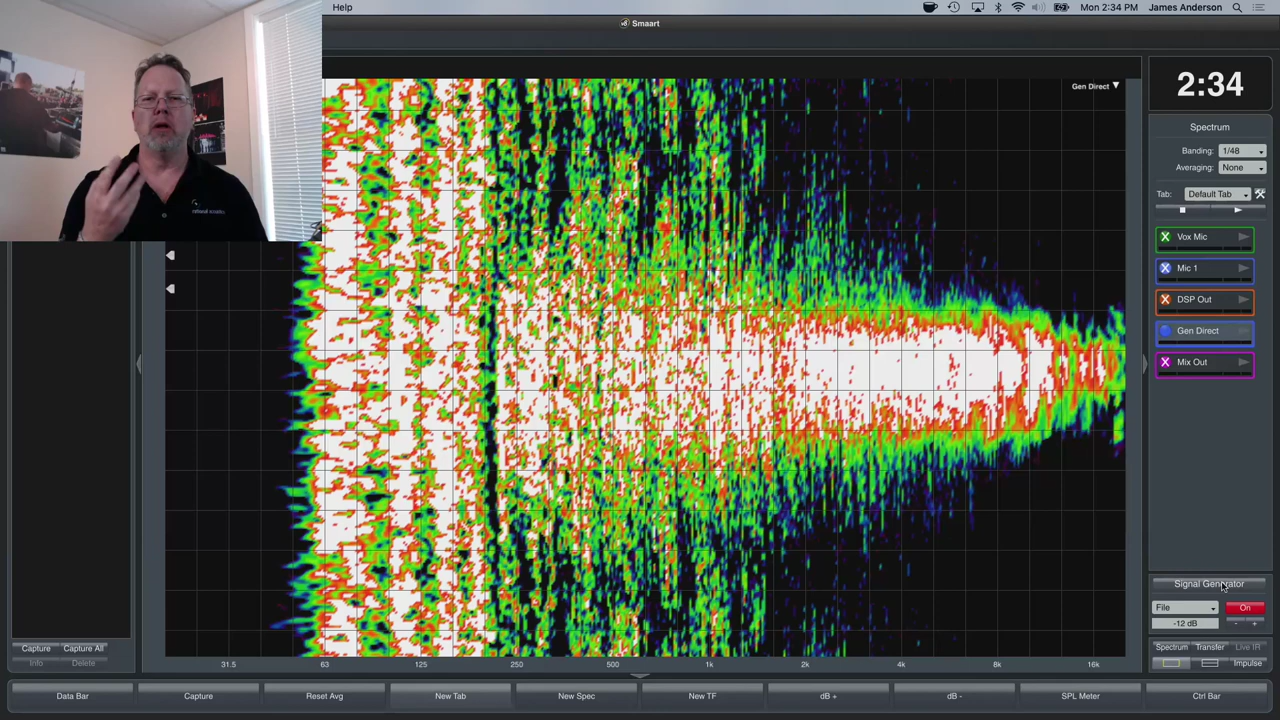 Help
Mon 2:34 PM James Anderson
Smaart
Gen Direct
2:34
Spectrum
Banding: 1/48
Averaging: None
Tab: Default Tab
Vox Mic
Mic 1
DSP Out
Gen Direct
Mix Out
Signal Generator
File On
-12 dB - +
Spectrum Transfer Live IR
Impulse
Capture Capture All
Info Delete
31.5 63 125 250 500 1k 2k 4k 8k 16k
Data Bar Capture Reset Avg New Tab New Spec New TF dB + dB - SPL Meter Ctrl Bar